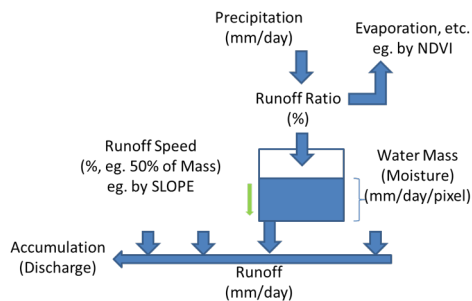 Precipitation
(mm/day)
Evaporation, etc.
eg. by NDVI
Runoff Ratio
(%)
Runoff Speed
(%, eg. 50% of Mass)
eg. by SLOPE
Water Mass
(Moisture)
(mm/day/pixel)
Accumulation
(Discharge)
Runoff
(mm/day)